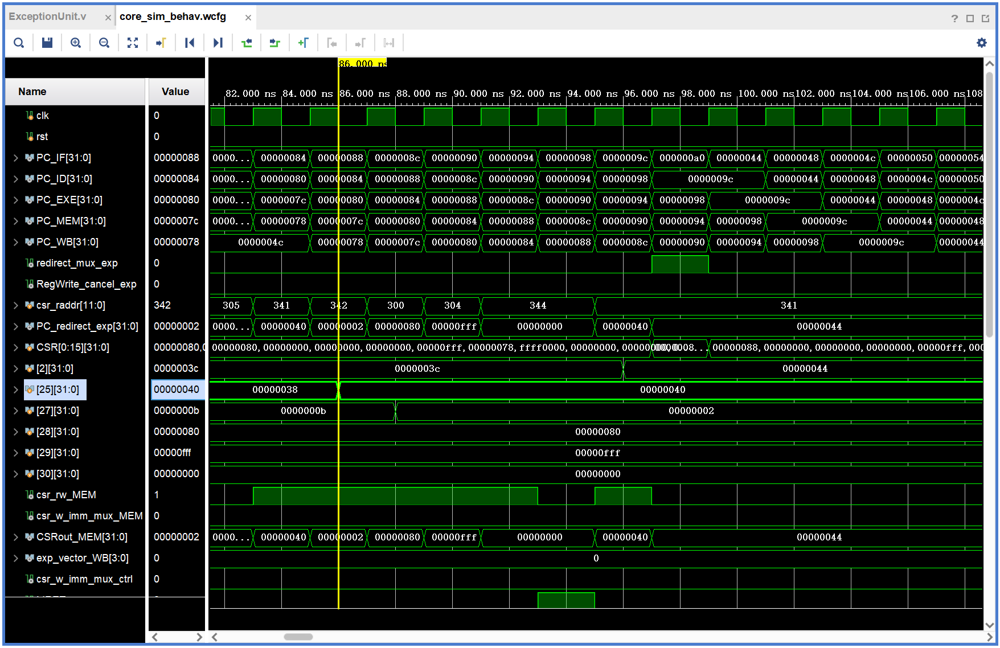 ExceptionUnit.v × core_sim_behav.wcfg × ?
86.000 ns
Name Value 82.000 ns 84.000 ns 86.000 ns 88.000 ns 90.000 ns 92.000 ns 94.000 ns 96.000 ns 98.000 ns 100.000 ns 102.000 ns 104.000 ns 106.000 ns 108
clk 0
rst 0
PC_IF[31:0] 00000088 0000... 00000084 00000088 0000008c 00000090 00000094 00000098 0000009c 000000a0 00000044 00000048 0000004c 00000050 00000054
PC_ID[31:0] 00000084 0000... 00000080 00000084 00000088 0000008c 00000090 00000094 00000098 0000009c 00000044 00000048 0000004c 00000050
PC_EXE[31:0] 00000080 0000... 0000007c 00000080 00000084 00000088 0000008c 00000090 00000094 00000098 0000009c 00000044 00000048 0000004c
PC_MEM[31:0] 0000007c 0000... 00000078 0000007c 00000080 00000084 00000088 0000008c 00000090 00000094 00000098 0000009c 00000044 00000048
PC_WB[31:0] 00000078 0000004c 00000078 0000007c 00000080 00000084 00000088 0000008c 00000090 00000094 00000098 0000009c 00000044
redirect_mux_exp 0
RegWrite_cancel_exp 0
csr_raddr[11:0] 342 305 341 342 300 304 344 341
PC_redirect_exp[31:0] 00000002 0000... 00000040 00000002 00000080 00000fff 00000000 00000040 00000044
CSR[0:15][31:0] 00000080,0 00000080,00000000,00000000,00000000,00000fff,00000078,ffff0000,00000000, 00000088,00000000,00000000,00000000,00000fff,000
[2][31:0] 0000003c 0000003c 00000044
[25][31:0] 00000040 00000038 00000040
[27][31:0] 0000000b 0000000b 00000002
[28][31:0] 00000080 00000080
[29][31:0] 00000fff 00000fff
[30][31:0] 00000000 00000000
csr_rw_MEM 1
csr_w_imm_mux_MEM 0
CSRout_MEM[31:0] 00000002 0000... 00000040 00000002 00000080 00000fff 00000000 00000040 00000044
exp_vector_WB[3:0] 0 0
csr_w_imm_mux_ctrl 0